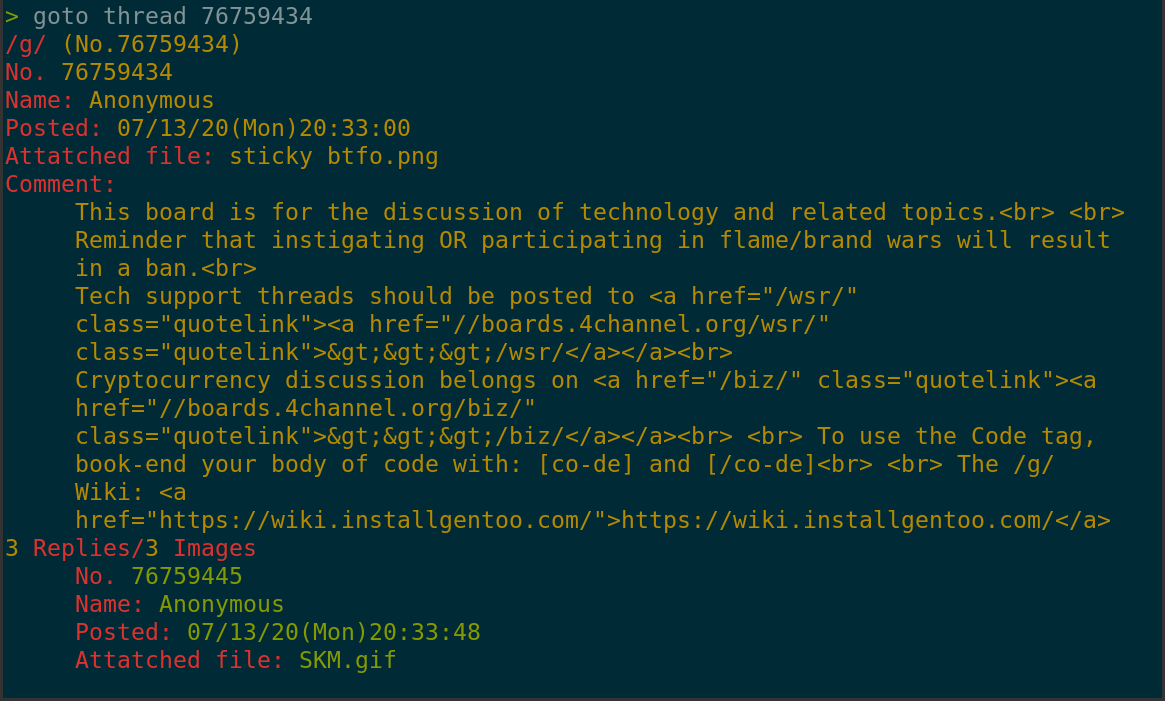 > goto thread 76759434
/g/ (No.76759434)
No. 76759434
Name: Anonymous
Posted: 07/13/20(Mon)20:33:00
Attatched file: sticky btfo.png
Comment:
This board is for the discussion of technology and related topics.<br> <br>
Reminder that instigating OR participating in flame/brand wars will result
in a ban.<br>
Tech support threads should be posted to <a href="/wsr/"
class="quotelink"><a href="//boards.4channel.org/wsr/"
class="quotelink">&gt;&gt;&gt;/wsr/</a></a><br>
Cryptocurrency discussion belongs on <a href="/biz/" class="quotelink"><a
href="//boards.4channel.org/biz/"
class="quotelink">&gt;&gt;&gt;/biz/</a></a><br> <br> To use the Code tag,
book-end your body of code with: [co-de] and [/co-de]<br> <br> The /g/
Wiki: <a
href="https://wiki.installgentoo.com/">https://wiki.installgentoo.com/</a>
3 Replies/3 Images
No. 76759445
Name: Anonymous
Posted: 07/13/20(Mon)20:33:48
Attatched file: SKM.gif